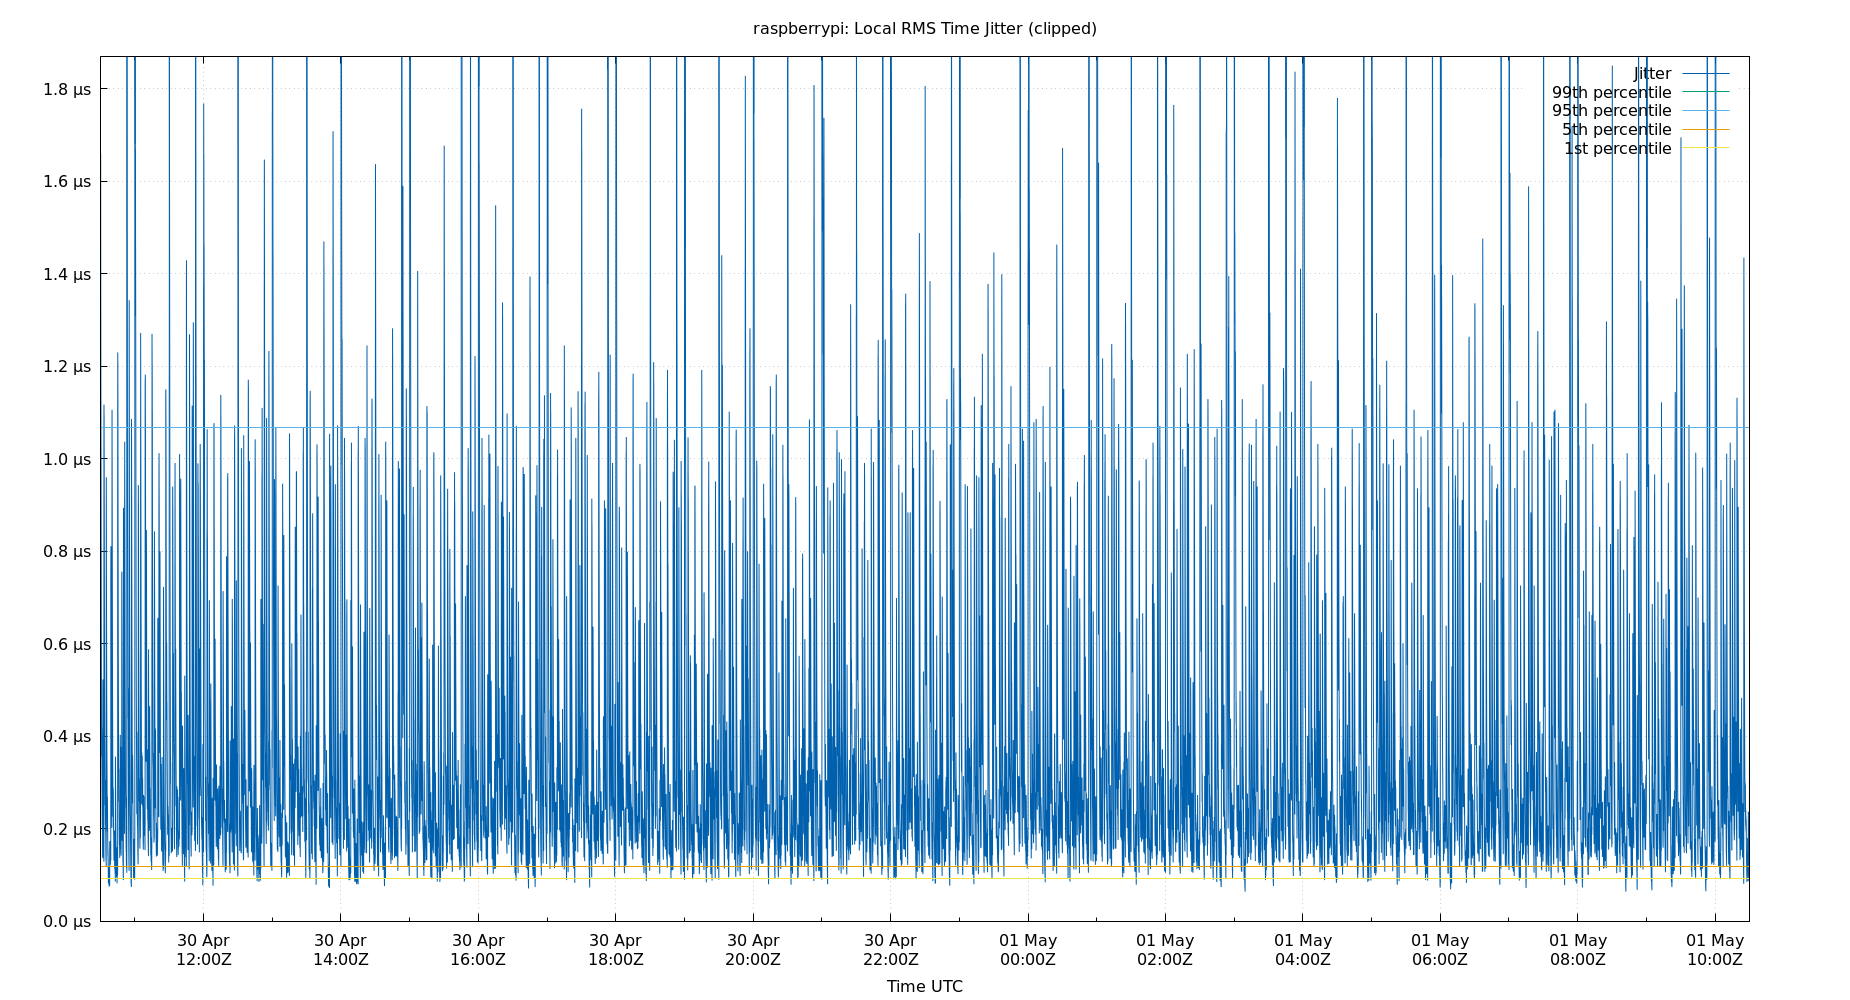 raspberrypi: Local RMS Time Jitter (clipped)
Jitter
99th percentile
95th percentile
5th percentile
1st percentile
1.8 µs
1.6 µs
1.4 µs
1.2 µs
1.0 µs
0.8 µs
0.6 µs
0.4 µs
0.2 µs
0.0 µs
30 Apr 30 Apr 30 Apr 30 Apr 30 Apr 30 Apr 01 May 01 May 01 May 01 May 01 May 01 May
12:00Z 14:00Z 16:00Z 18:00Z 20:00Z 22:00Z 00:00Z 02:00Z 04:00Z 06:00Z 08:00Z 10:00Z
Time UTC